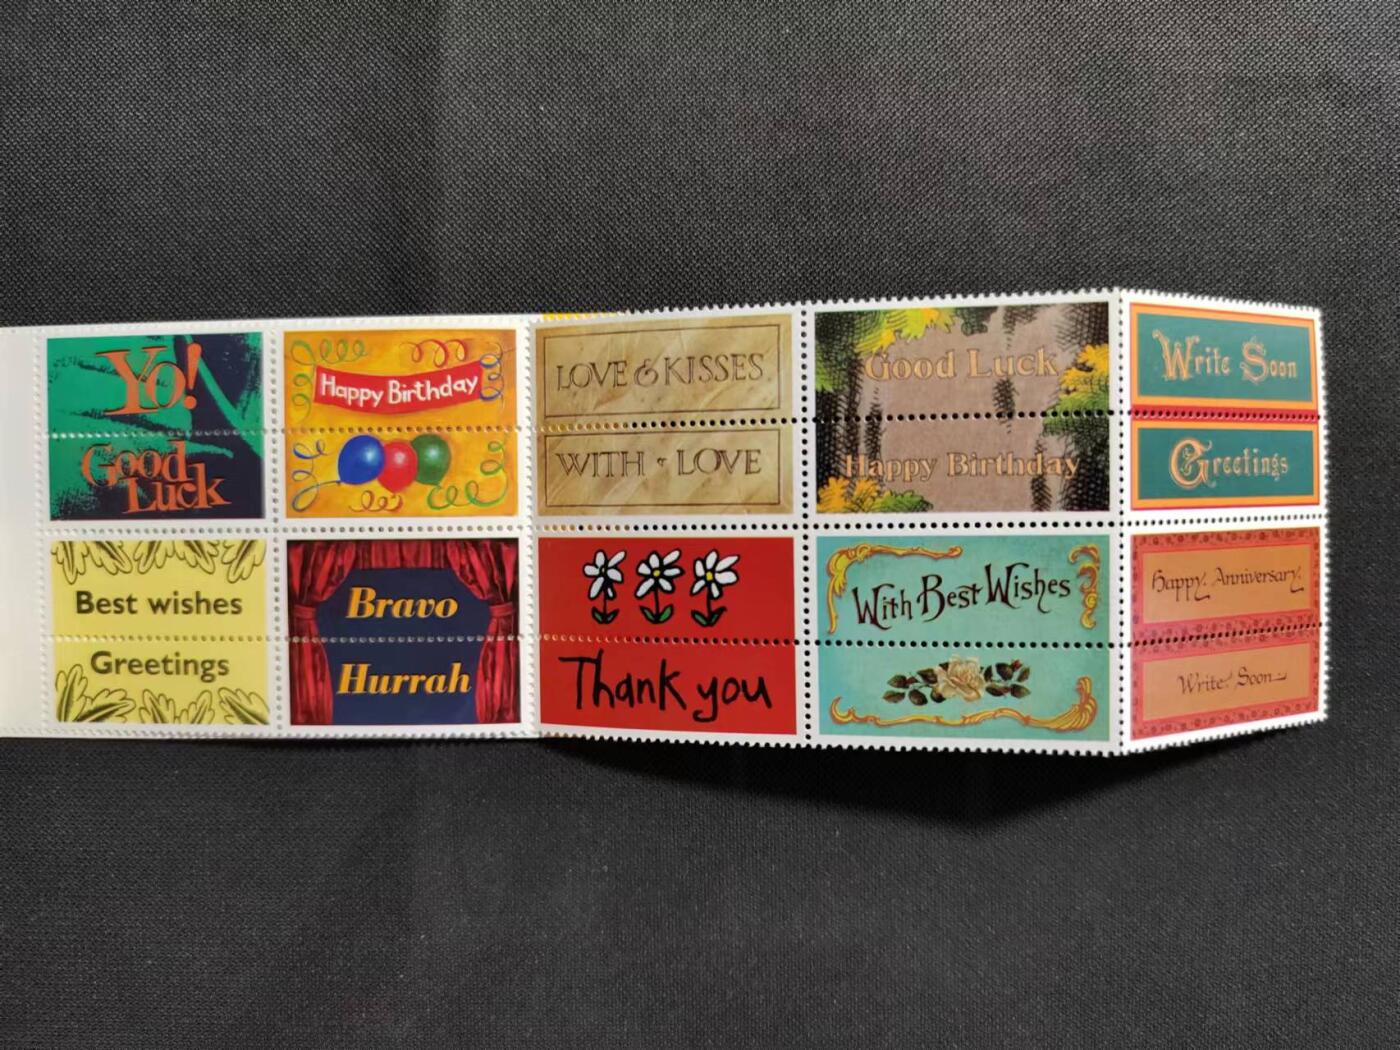 Yo!
Good
Luck
Happy Birthday
LOVE & KISSES
WITH · LOVE
Good Luck
Happy Birthday
Write Soon
Greetings
Best wishes
Greetings
Bravo
Hurrah
Thank you
With Best Wishes
Happy Anniversary
Write Soon